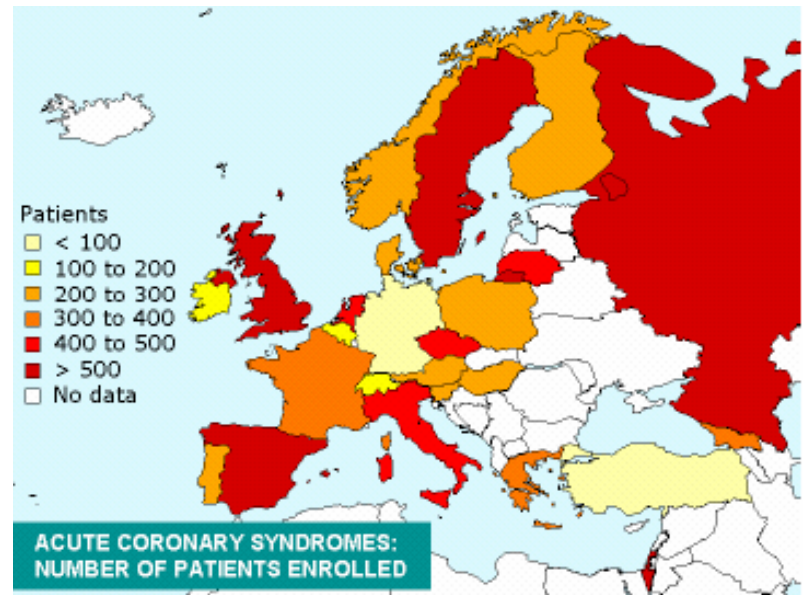 Patients
< 100
100 to 200
200 to 300
300 to 400
400 to 500
> 500
No data
ACUTE CORONARY SYNDROMES:
NUMBER OF PATIENTS ENROLLED